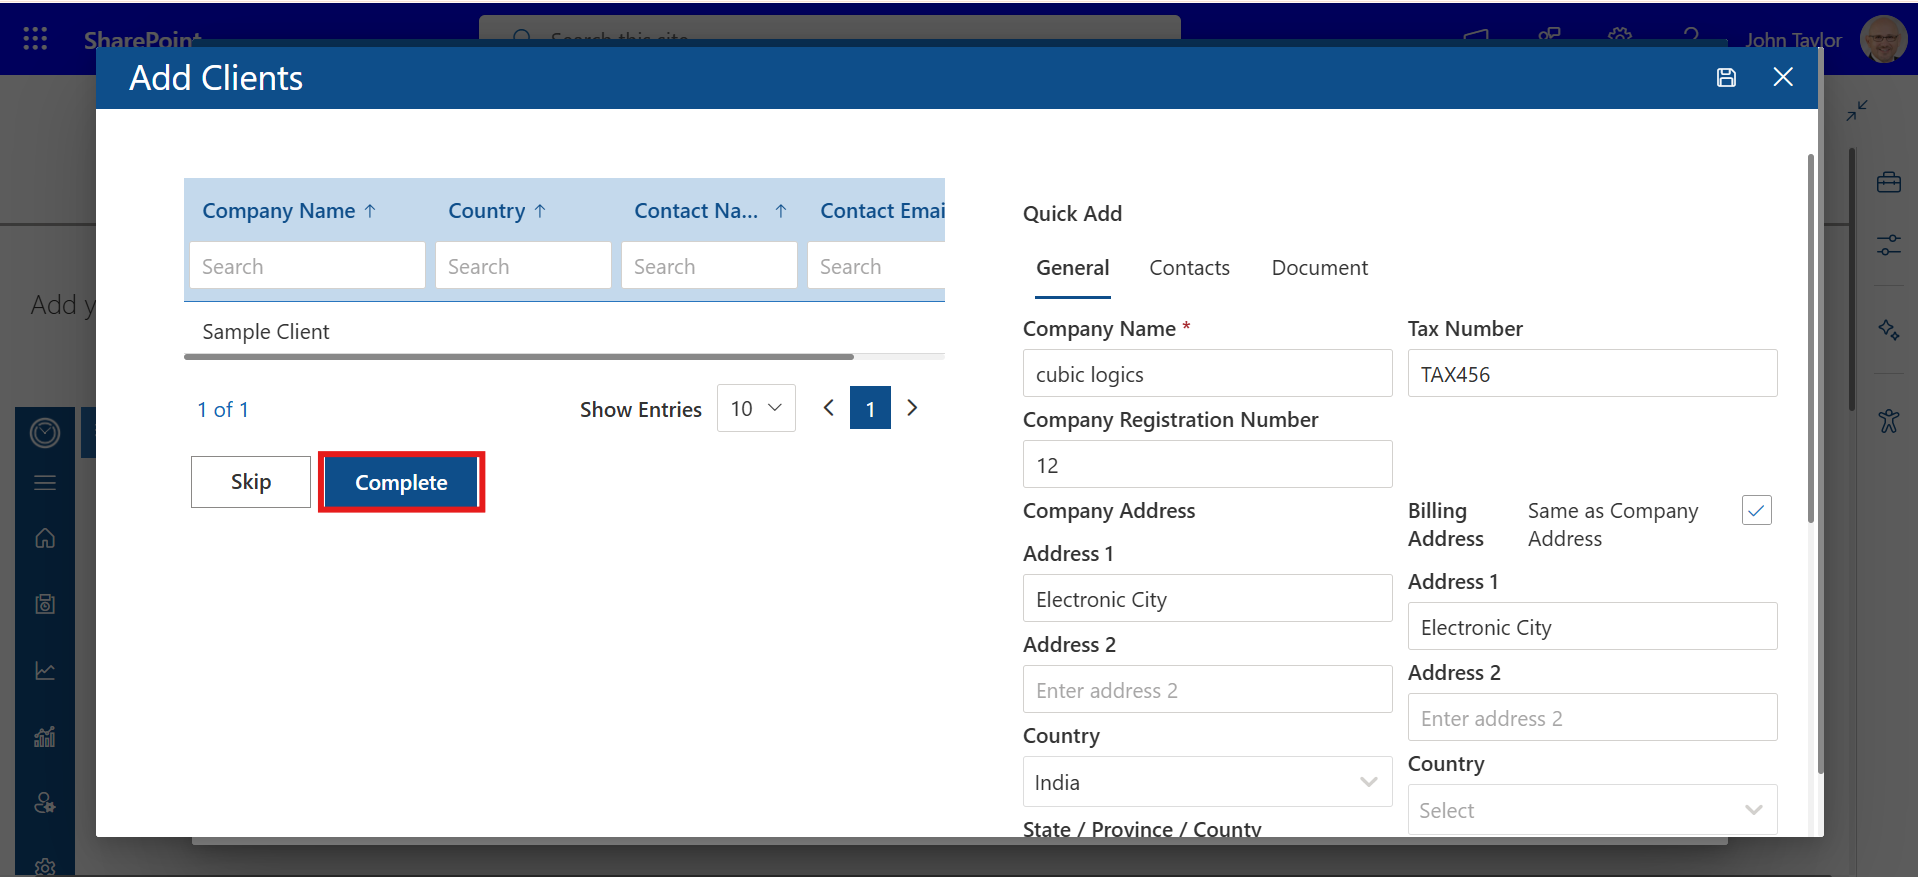 SharePoint
Search this site
John Taylor
Add Clients
Add y
Company Name ↑
Country ↑
Contact Na... ↑
Contact Emai
Search
Search
Search
Search
Sample Client
1 of 1
Show Entries
10
1
Skip
Complete
Quick Add
General
Contacts
Document
Company Name *
Tax Number
cubic logics
TAX456
Company Registration Number
12
Company Address
Billing
Address
Same as Company
Address
Address 1
Electronic City
Address 1
Electronic City
Address 2
Enter address 2
Address 2
Enter address 2
Country
India
Country
Select
State / Province / County